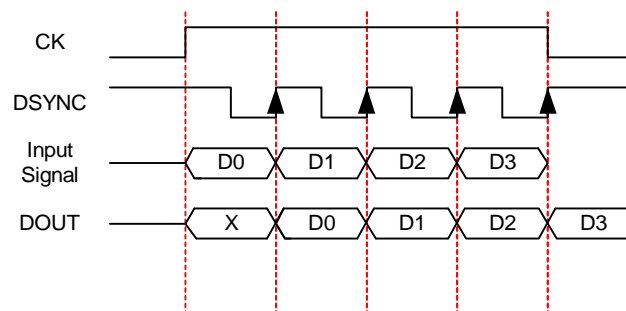 CK
DSYNC
Input
Signal
D0 D1 D2 D3
DOUT
X D0 D1 D2 D3